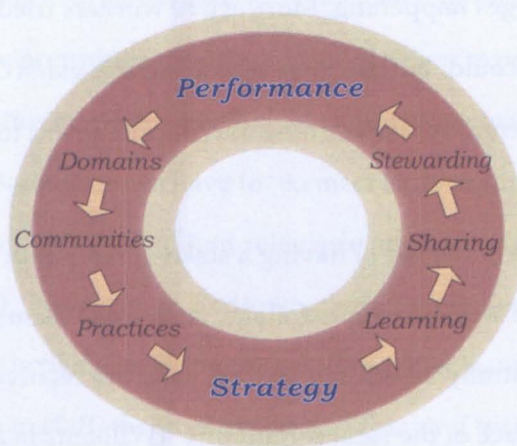 Performance
Domains
Stewarding
Communities
Sharing
Practices
Learning
Strategy